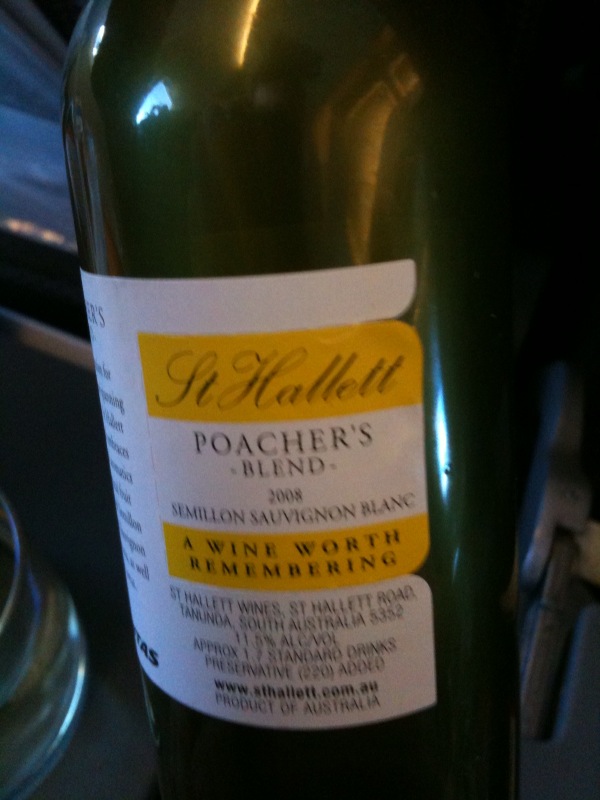 St Hallett
POACHER'S
-BLEND-
2008
SEMILLON SAUVIGNON BLANC
A WINE WORTH
REMEMBERING
ST HALLETT WINES, ST HALLETT ROAD,
TANUNDA, SOUTH AUSTRALIA 5352
11.5% ALC/VOL
APPROX 1.7 STANDARD DRINKS
PRESERVATIVE (220) ADDED
www.sthallett.com.au
PRODUCT OF AUSTRALIA